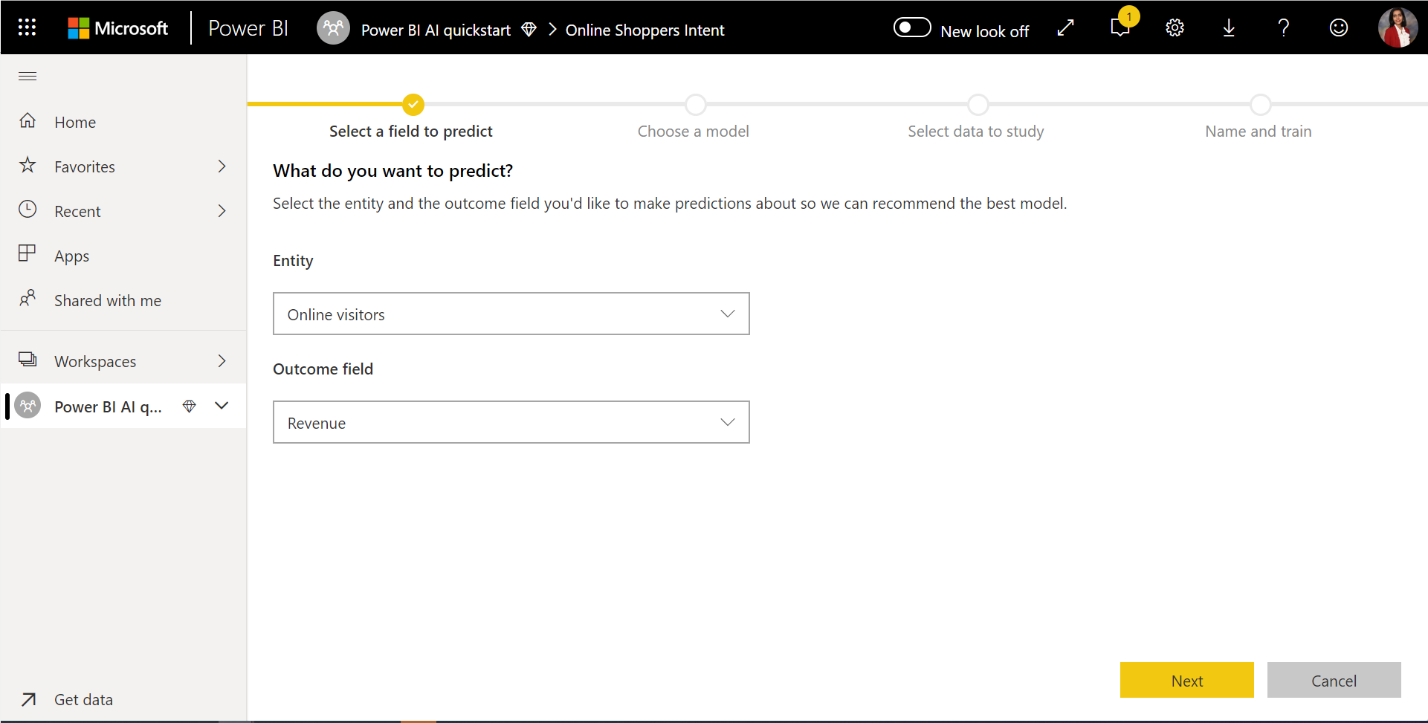 Microsoft Power BI Power BI AI quickstart > Online Shoppers Intent New look off 1 ?
Home
Favorites
Recent
Apps
Shared with me
Workspaces
Power BI AI q...
Get data
Select a field to predict Choose a model Select data to study Name and train
What do you want to predict?
Select the entity and the outcome field you'd like to make predictions about so we can recommend the best model.
Entity
Online visitors
Outcome field
Revenue
Next Cancel